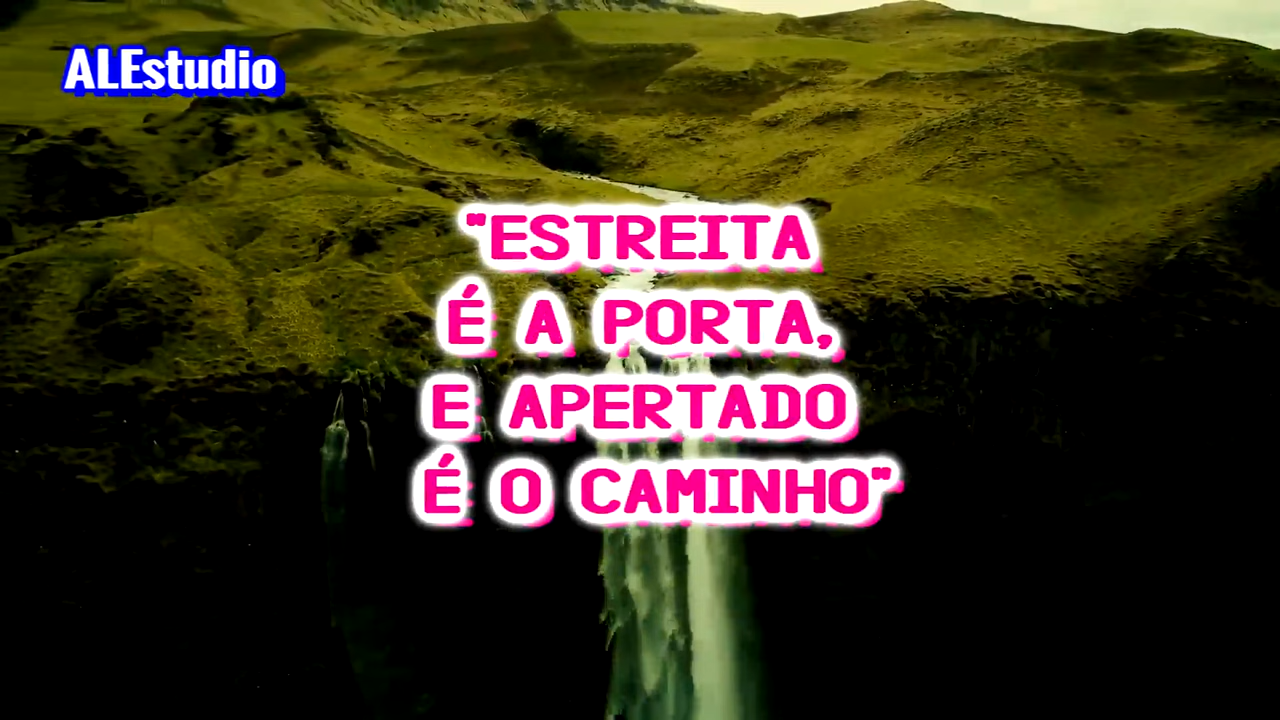 ALEstudio
"ESTREITA
É A PORTA,
E APERTADO
É O CAMINHO"